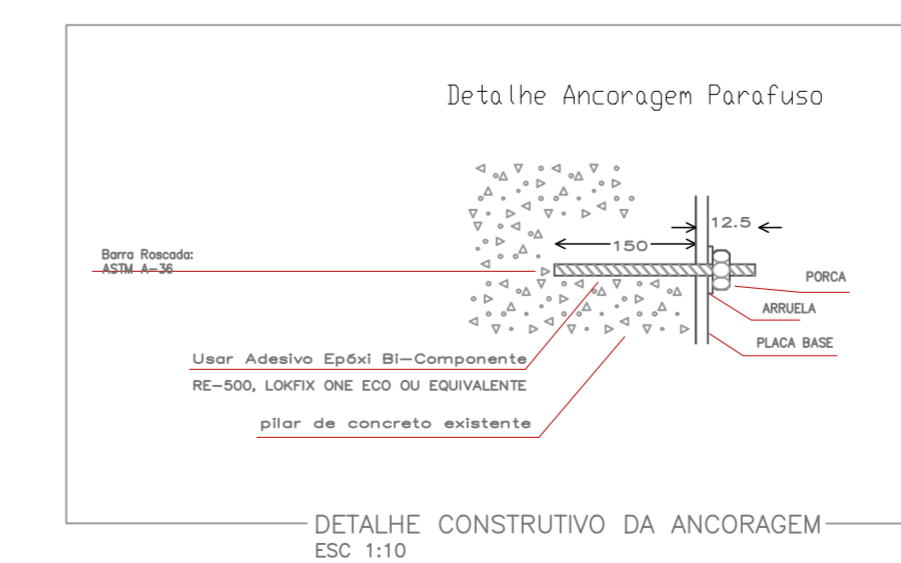 Detalhe Ancoragem Parafuso
12.5
150
Barra Roscada:
ASTM A-36
PORCA
ARRUELA
PLACA BASE
Usar Adesivo Epóxi Bi-Componente
RE-500, LOKFIX ONE ECO OU EQUIVALENTE
pilar de concreto existente
DETALHE CONSTRUTIVO DA ANCORAGEM
ESC 1:10